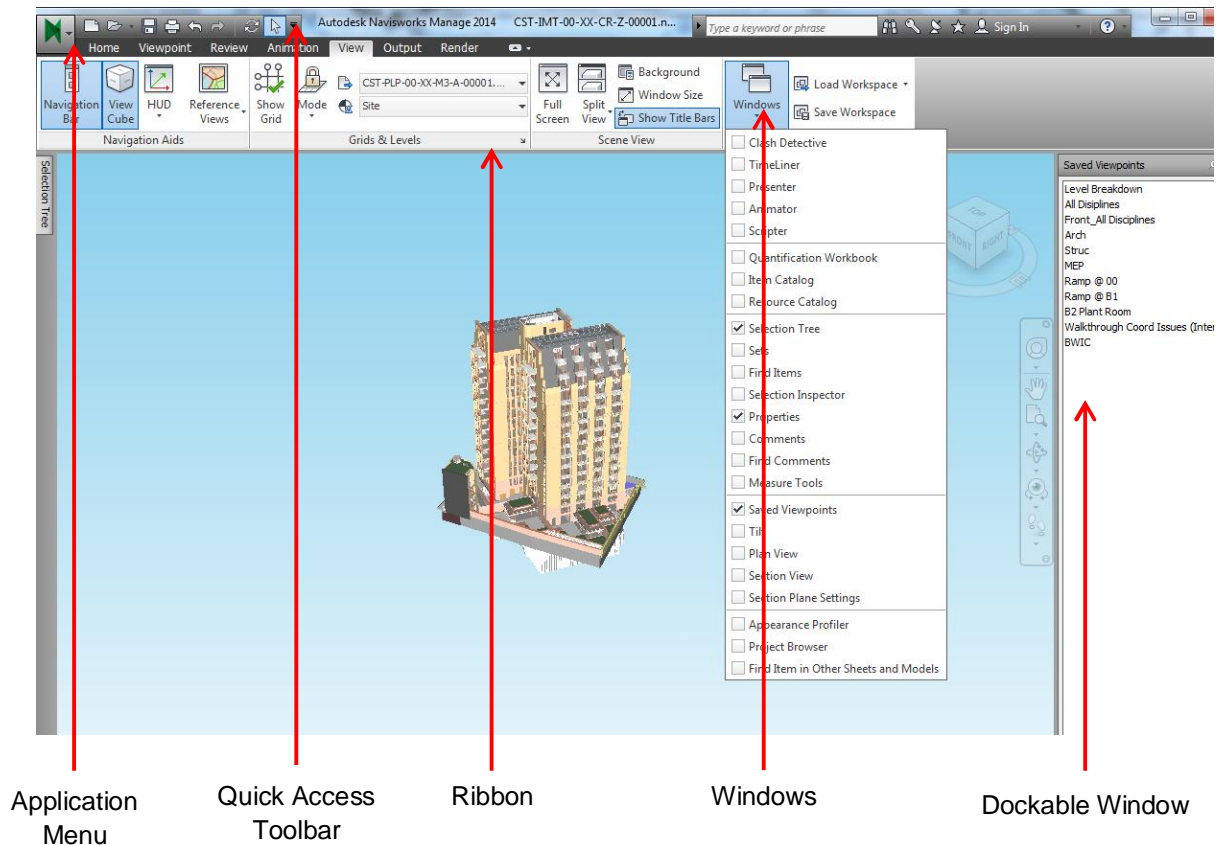 Autodesk Navisworks Manage 2014 CST-IMT-00-XX-CR-Z-00001.n... Type a keyword or phrase Sign In
Home Viewpoint Review Animation View Output Render
Navigation Bar
View Cube
HUD
Reference Views
Show Grid
Mode
CST-PLP-00-XX-M3-A-00001....
Site
Full Screen
Split View
Background
Window Size
Show Title Bars
Windows
Load Workspace
Save Workspace
Navigation Aids
Grids & Levels
Scene View
Selection Tree
Clash Detective
TimeLiner
Presenter
Animator
Scripter
Quantification Workbook
Item Catalog
Resource Catalog
Selection Tree
Sets
Find Items
Selection Inspector
Properties
Comments
Find Comments
Measure Tools
Saved Viewpoints
Tilt
Plan View
Section View
Section Plane Settings
Appearance Profiler
Project Browser
Find Item in Other Sheets and Models
TOP
FRONT
RIGHT
Saved Viewpoints
Level Breakdown
All Disiplines
Front_All Disciplines
Arch
Struc
MEP
Ramp @ 00
Ramp @ B1
B2 Plant Room
Walkthrough Coord Issues (Inter
BWIC
Application
Menu
Quick Access
Toolbar
Ribbon
Windows
Dockable Window